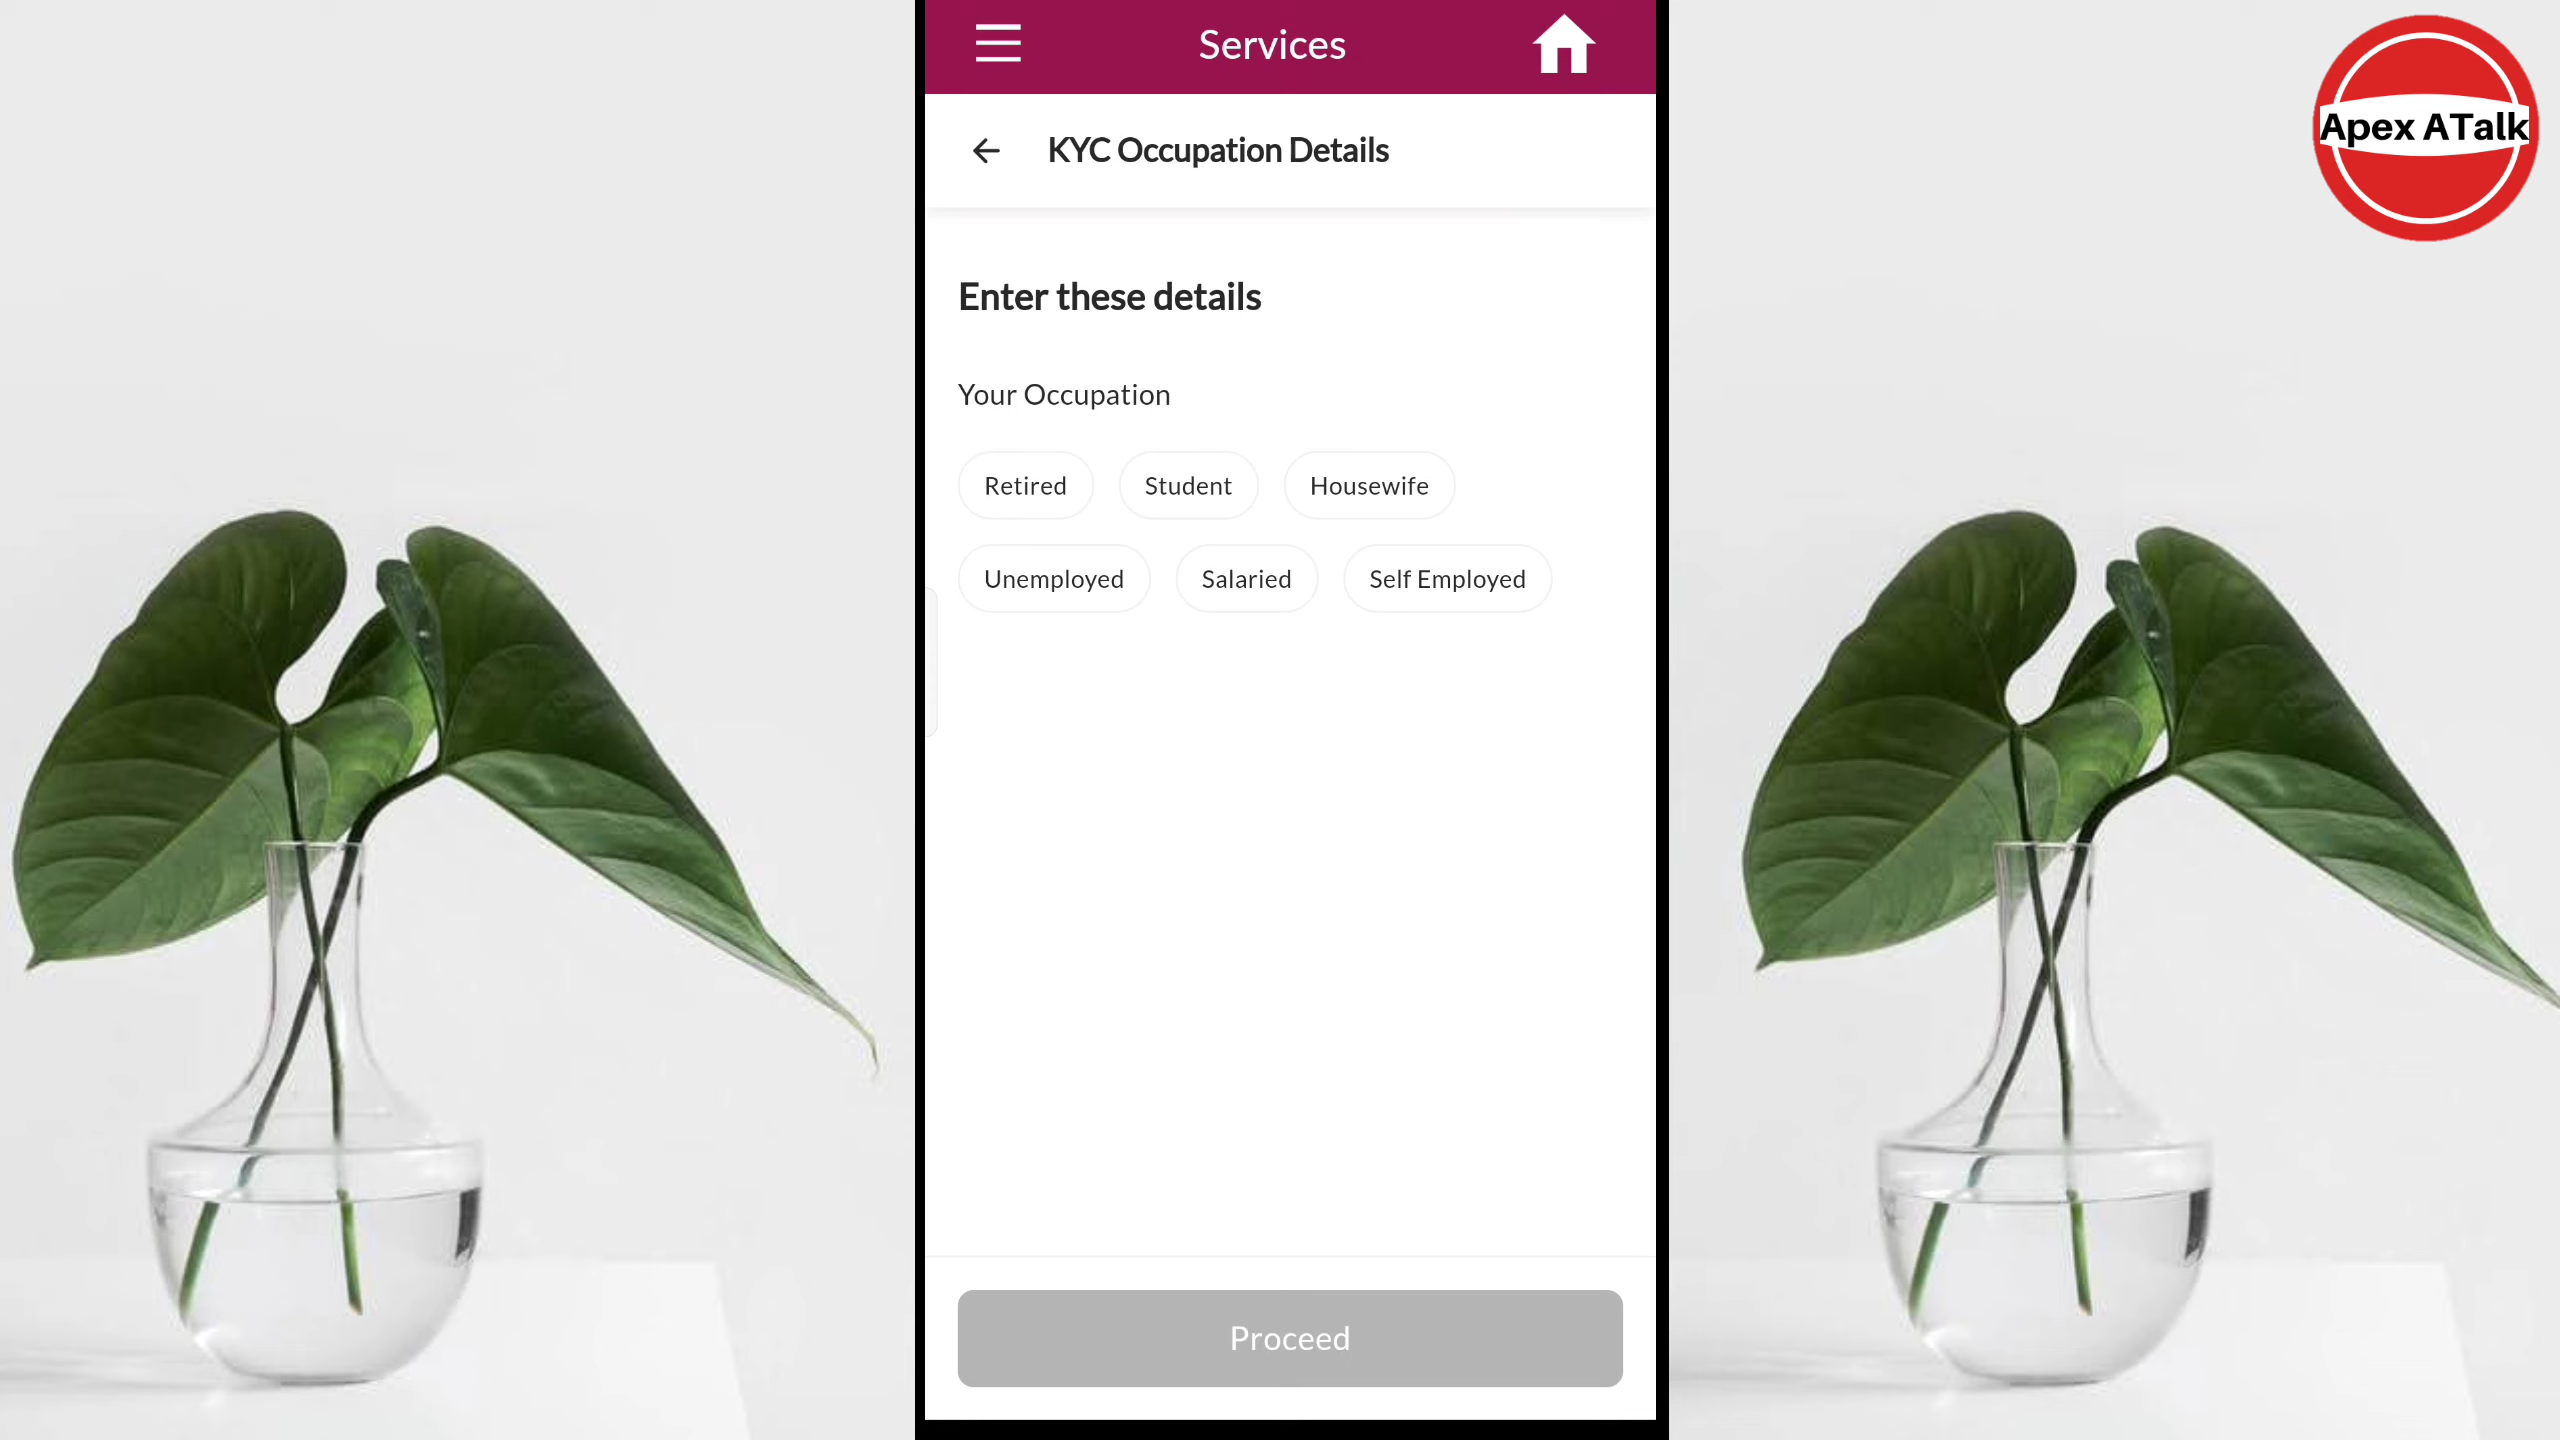 Services
Apex ATalk
KYC Occupation Details
Enter these details
Your Occupation
Retired Student Housewife
Unemployed Salaried Self Employed
Proceed